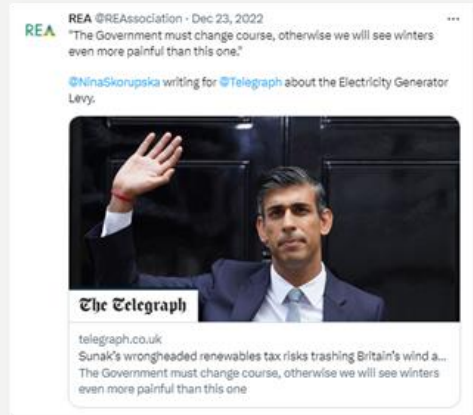 REA
REA @REAssociation · Dec 23, 2022
"The Government must change course, otherwise we will see winters
even more painful than this one."
@NinaSkorupska writing for @Telegraph about the Electricity Generator
Levy.
The Telegraph
telegraph.co.uk
Sunak's wrongheaded renewables tax risks trashing Britain's wind a...
The Government must change course, otherwise we will see winters
even more painful than this one